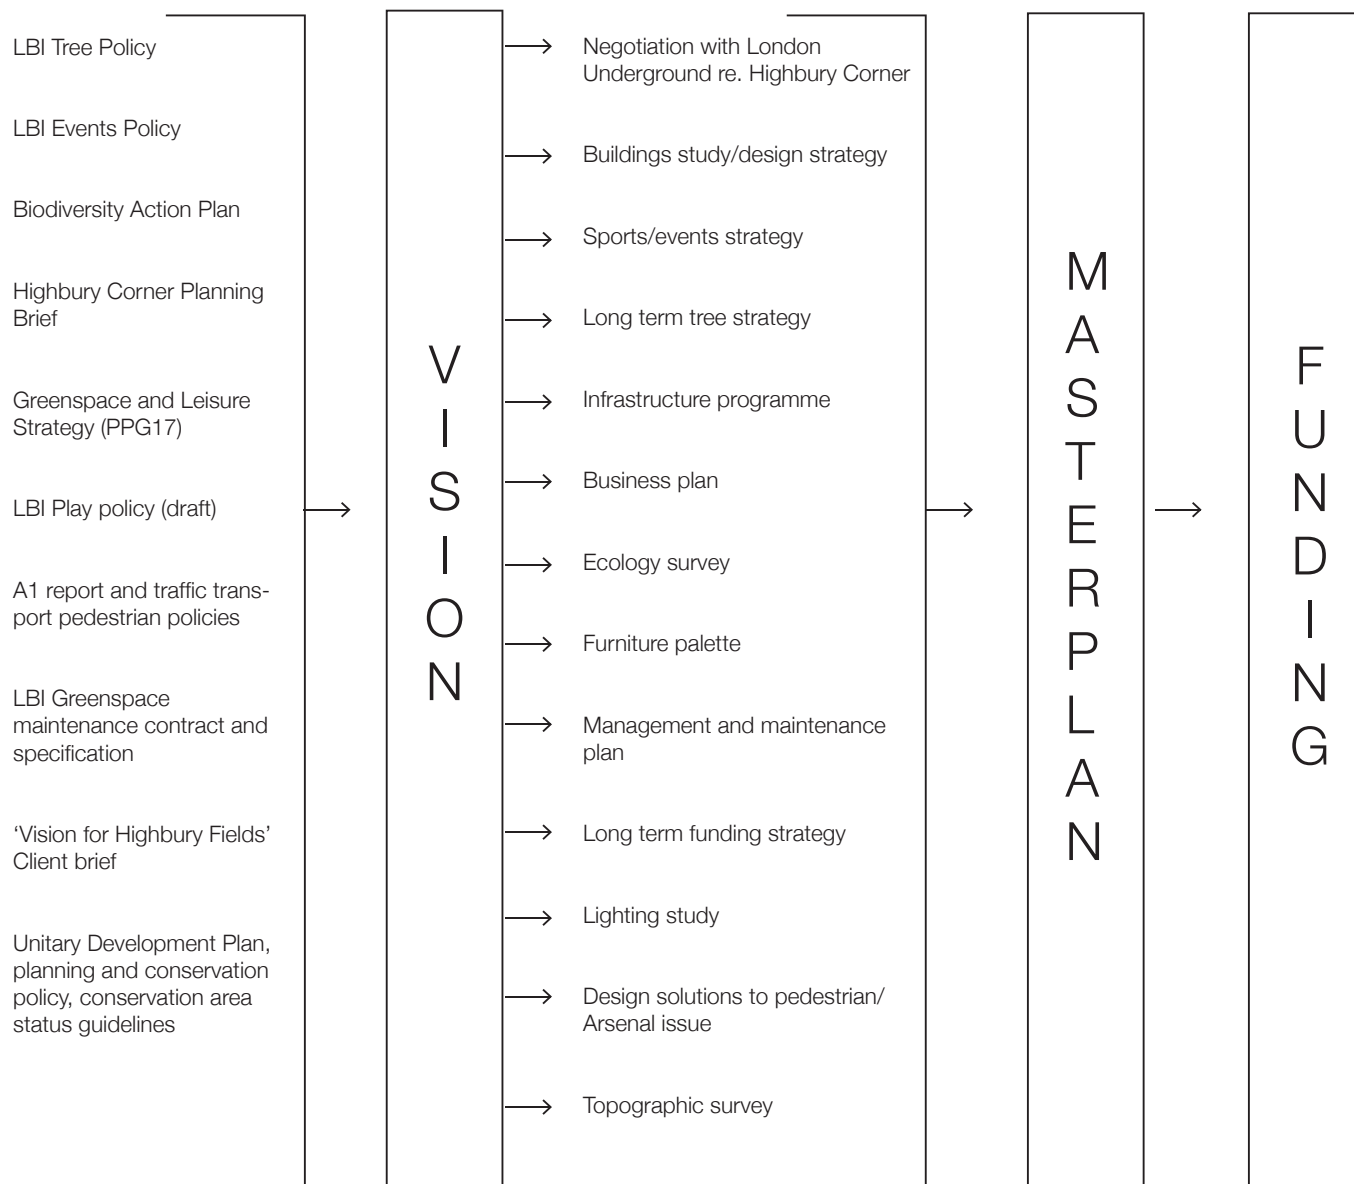 LBI Tree Policy
LBI Events Policy
Biodiversity Action Plan
Highbury Corner Planning
Brief
Greenspace and Leisure
Strategy (PPG17)
LBI Play policy (draft)
A1 report and traffic trans-
port pedestrian policies
LBI Greenspace
maintenance contract and
specification
‘Vision for Highbury Fields’
Client brief
Unitary Development Plan,
planning and conservation
policy, conservation area
status guidelines
VISION
Negotiation with London
Underground re. Highbury Corner
Buildings study/design strategy
Sports/events strategy
Long term tree strategy
Infrastructure programme
Business plan
Ecology survey
Furniture palette
Management and maintenance
plan
Long term funding strategy
Lighting study
Design solutions to pedestrian/
Arsenal issue
Topographic survey
MASTERPLAN
FUNDING